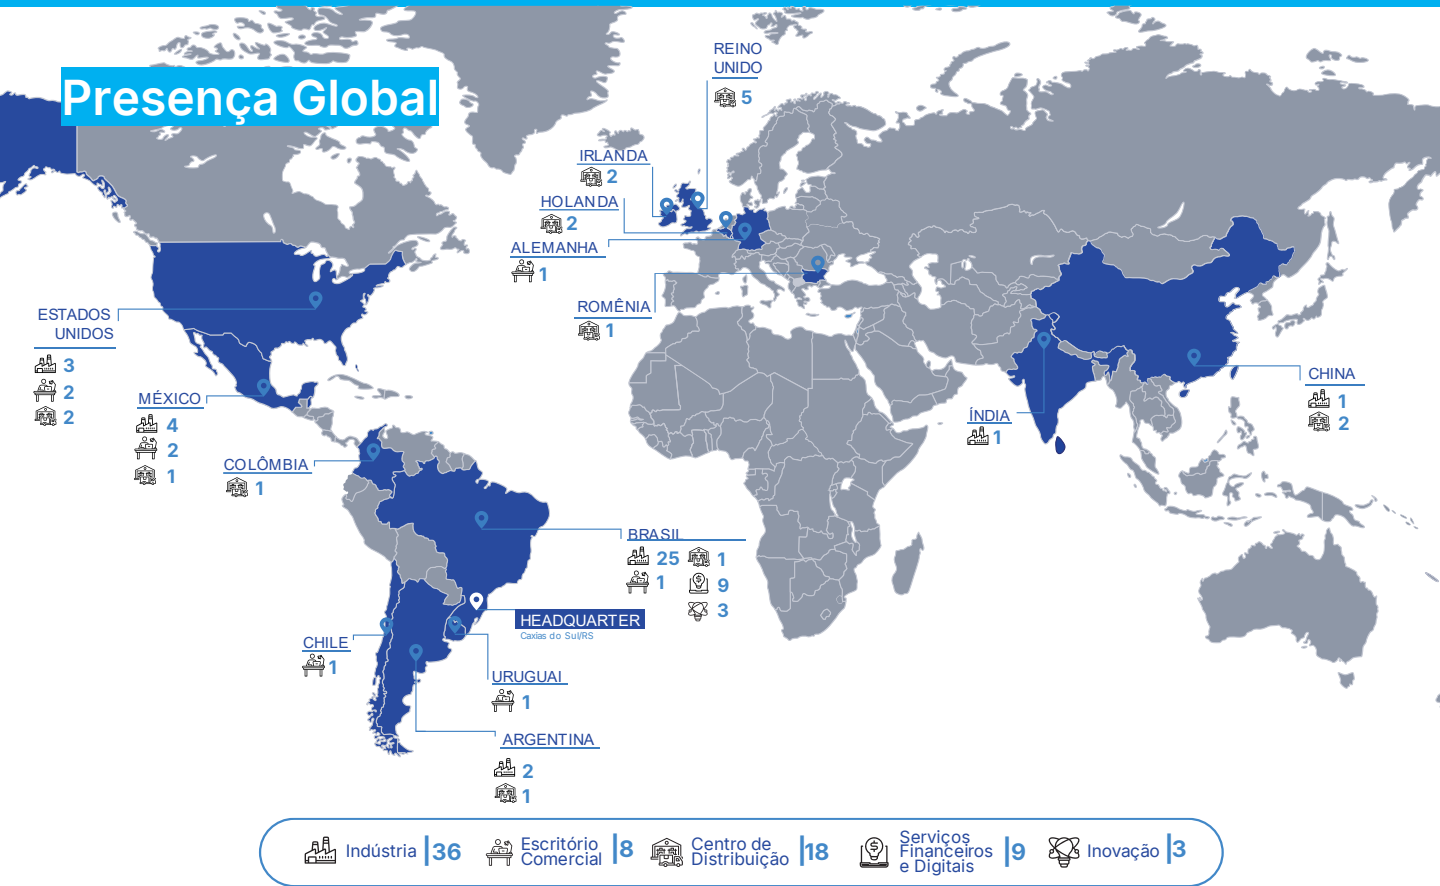 Presença Global
REINO
UNIDO
5
IRLANDA
2
HOLANDA
2
ALEMANHA
1
ROMÊNIA
1
ESTADOS
UNIDOS
3
2
2
MÉXICO
4
2
1
COLÔMBIA
1
CHINA
1
2
ÍNDIA
1
BRASIL
25 1
1 9
3
HEADQUARTER
Caxias do Sul/RS
CHILE
1
URUGUAI
1
ARGENTINA
2
1
Indústria 36
Escritório
Comercial 8
Centro de
Distribuição 18
Serviços
Financeiros
e Digitais 9
Inovação 3